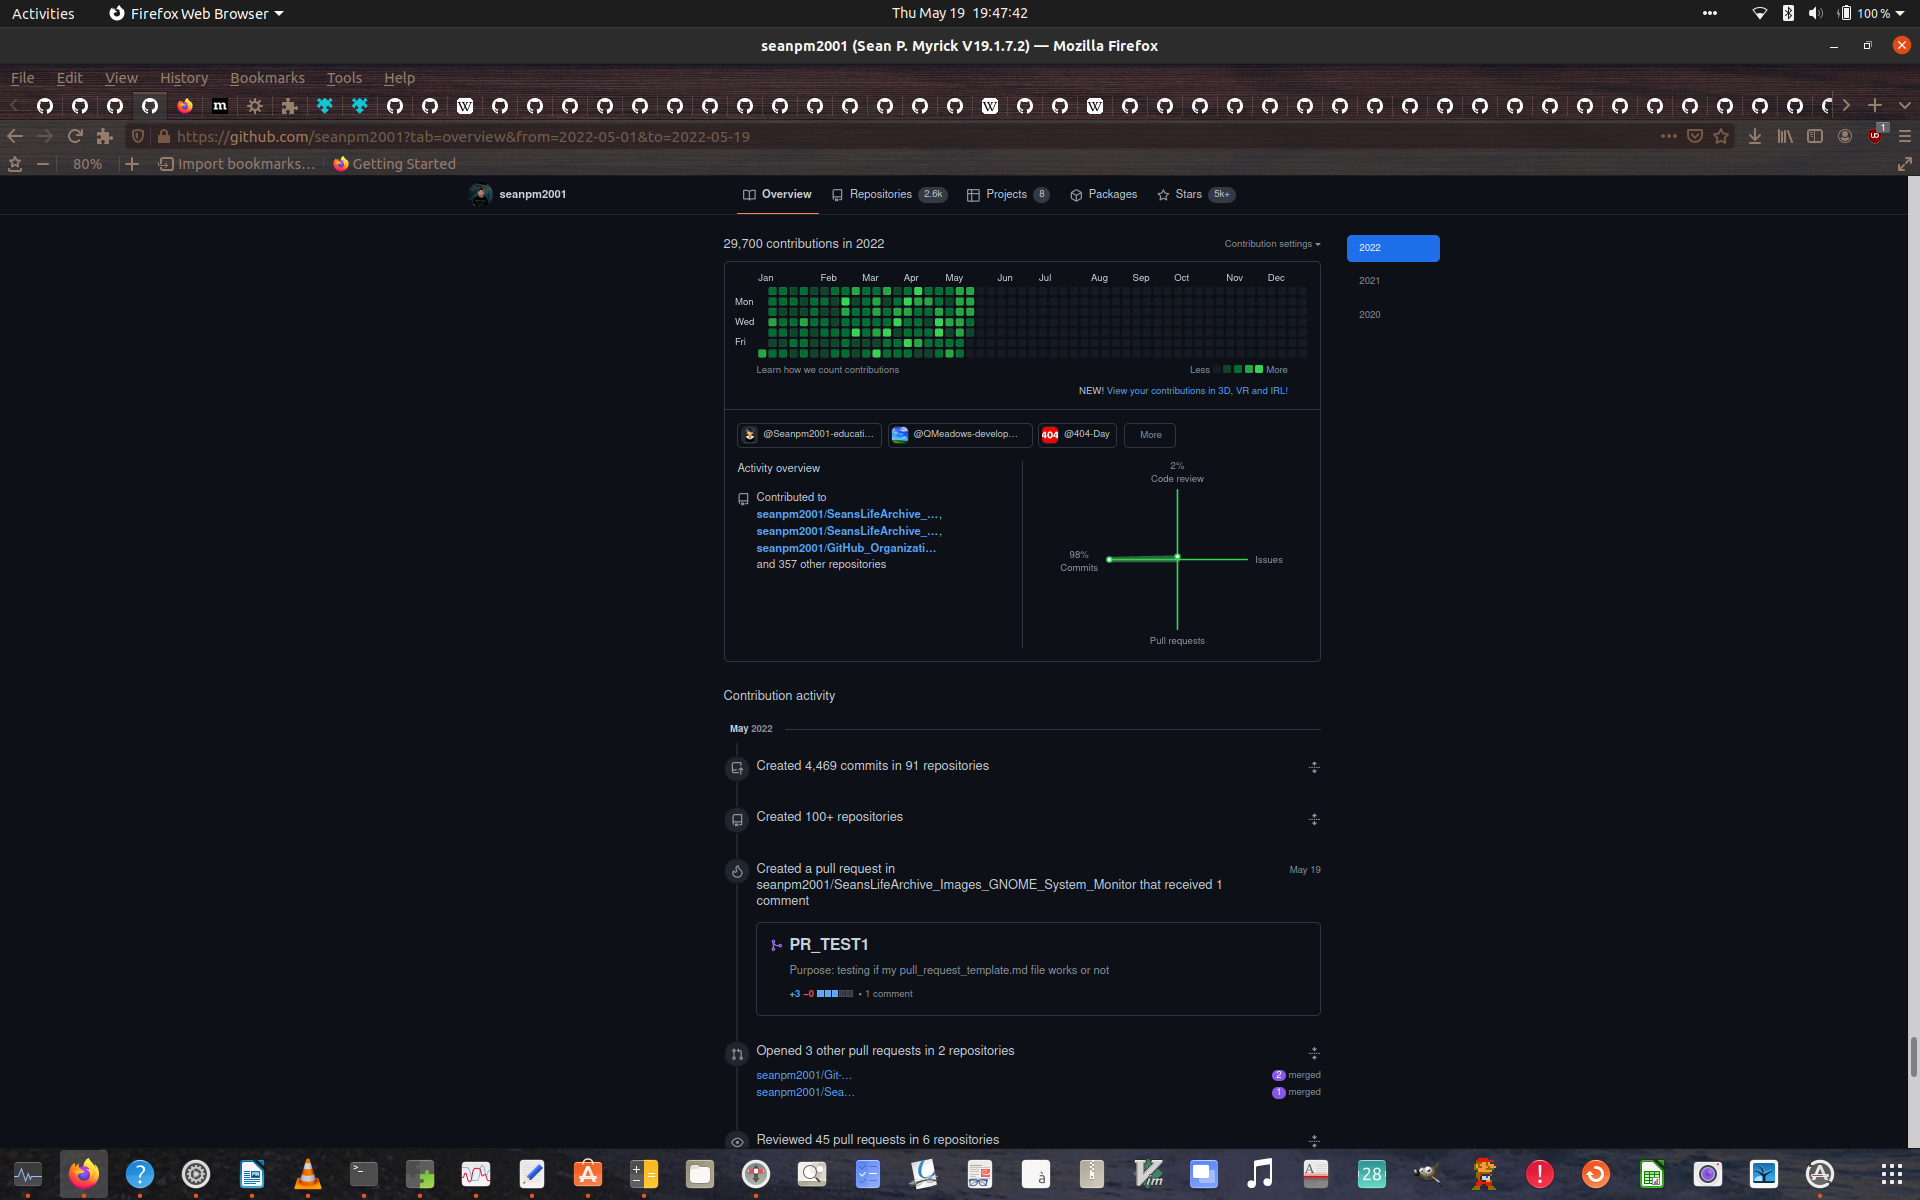 Activities
Firefox Web Browser
Thu May 19 19:47:42
100 %
seanpm2001 (Sean P. Myrick V19.1.7.2) — Mozilla Firefox
File Edit View History Bookmarks Tools Help
https://github.com/seanpm2001?tab=overview&from=2022-05-01&to=2022-05-19
1
80%
Import bookmarks...
Getting Started
seanpm2001
Overview
Repositories 2.6k
Projects 8
Packages
Stars 5k+
29,700 contributions in 2022
Contribution settings
2022
2021
2020
Jan Feb Mar Apr May Jun Jul Aug Sep Oct Nov Dec
Mon
Wed
Fri
Learn how we count contributions
Less More
NEW! View your contributions in 3D, VR and IRL!
@Seanpm2001-educati...
@QMeadows-develop...
404 @404-Day
More
Activity overview
Contributed to
seanpm2001/SeansLifeArchive_...,
seanpm2001/SeansLifeArchive_...,
seanpm2001/GitHub_Organizati...
and 357 other repositories
2%
Code review
98%
Commits
Issues
Pull requests
Contribution activity
May 2022
Created 4,469 commits in 91 repositories
Created 100+ repositories
Created a pull request in
seanpm2001/SeansLifeArchive_Images_GNOME_System_Monitor that received 1
comment
May 19
PR_TEST1
Purpose: testing if my pull_request_template.md file works or not
+3 −0 • 1 comment
Opened 3 other pull requests in 2 repositories
seanpm2001/Git-...
2 merged
seanpm2001/Sea...
1 merged
Reviewed 45 pull requests in 6 repositories
28